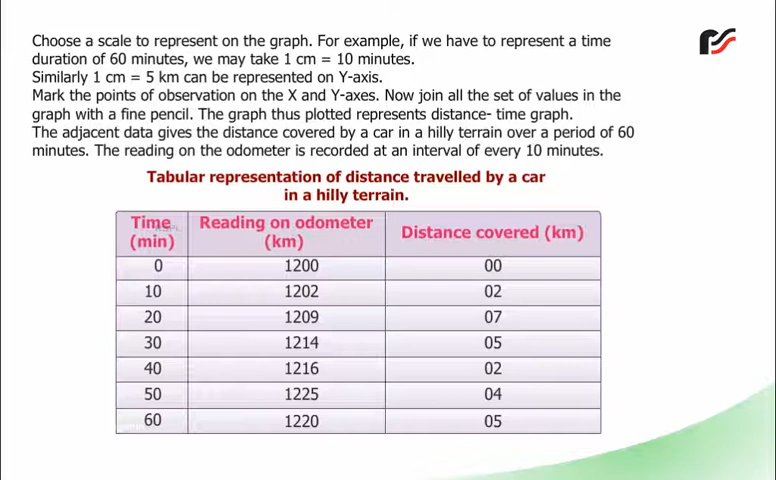 Choose a scale to represent on the graph. For example, if we have to represent a time
duration of 60 minutes, we may take 1 cm = 10 minutes.
Similarly 1 cm = 5 km can be represented on Y-axis.
Mark the points of observation on the X and Y-axes. Now join all the set of values in the
graph with a fine pencil. The graph thus plotted represents distance- time graph.
The adjacent data gives the distance covered by a car in a hilly terrain over a period of 60
minutes. The reading on the odometer is recorded at an interval of every 10 minutes.
Tabular representation of distance travelled by a car
in a hilly terrain.
Time (min) Reading on odometer (km) Distance covered (km)
0 1200 00
10 1202 02
20 1209 07
30 1214 05
40 1216 02
50 1225 04
60 1220 05